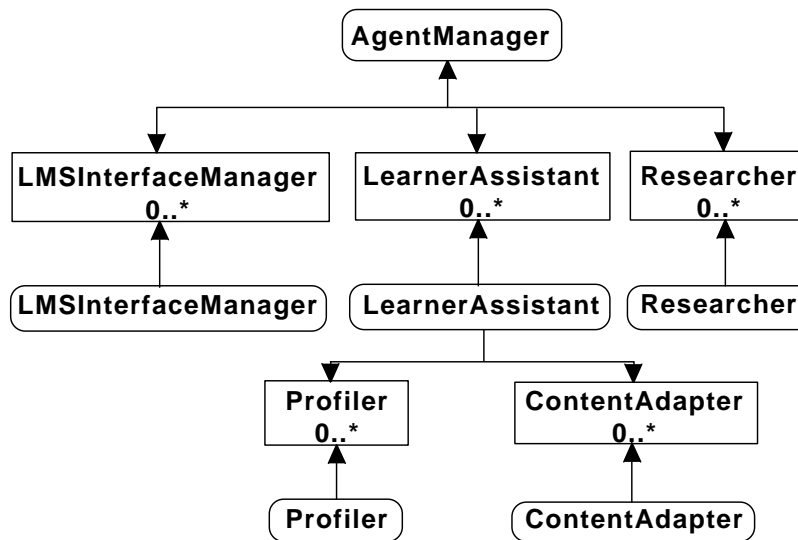 AgentManager
LMSInterfaceManager
0..*
LearnerAssistant
0..*
Researcher
0..*
LMSInterfaceManager
LearnerAssistant
Researcher
Profiler
0..*
ContentAdapter
0..*
Profiler
ContentAdapter